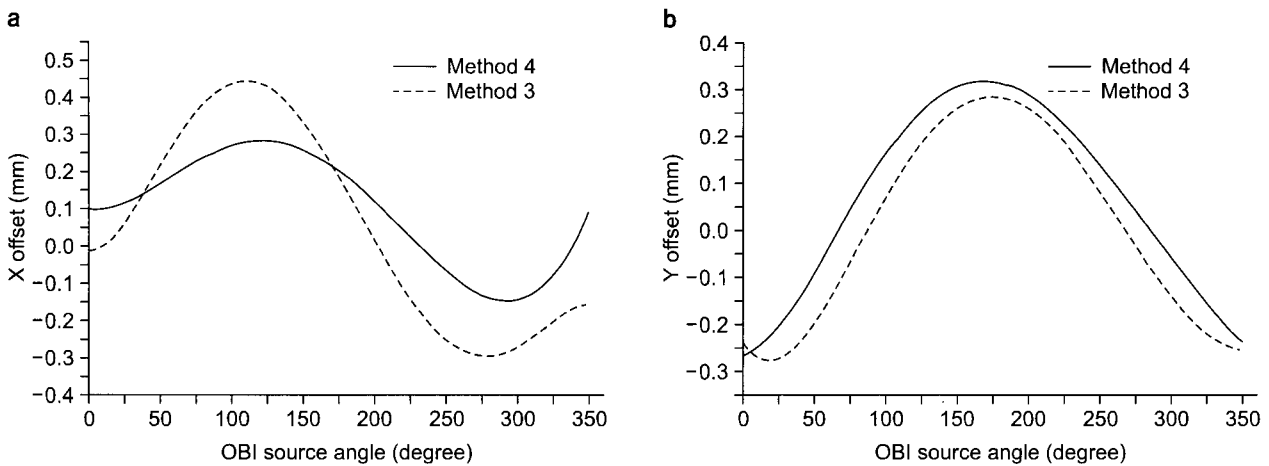 a
X offset (mm)
0.5
0.4
0.3
0.2
0.1
0.0
−0.1
−0.2
−0.3
−0.4
Method 4
Method 3
0 50 100 150 200 250 300 350
OBI source angle (degree)
b
Y offset (mm)
0.4
0.3
0.2
0.1
0.0
−0.1
−0.2
−0.3
Method 4
Method 3
0 50 100 150 200 250 300 350
OBI source angle (degree)